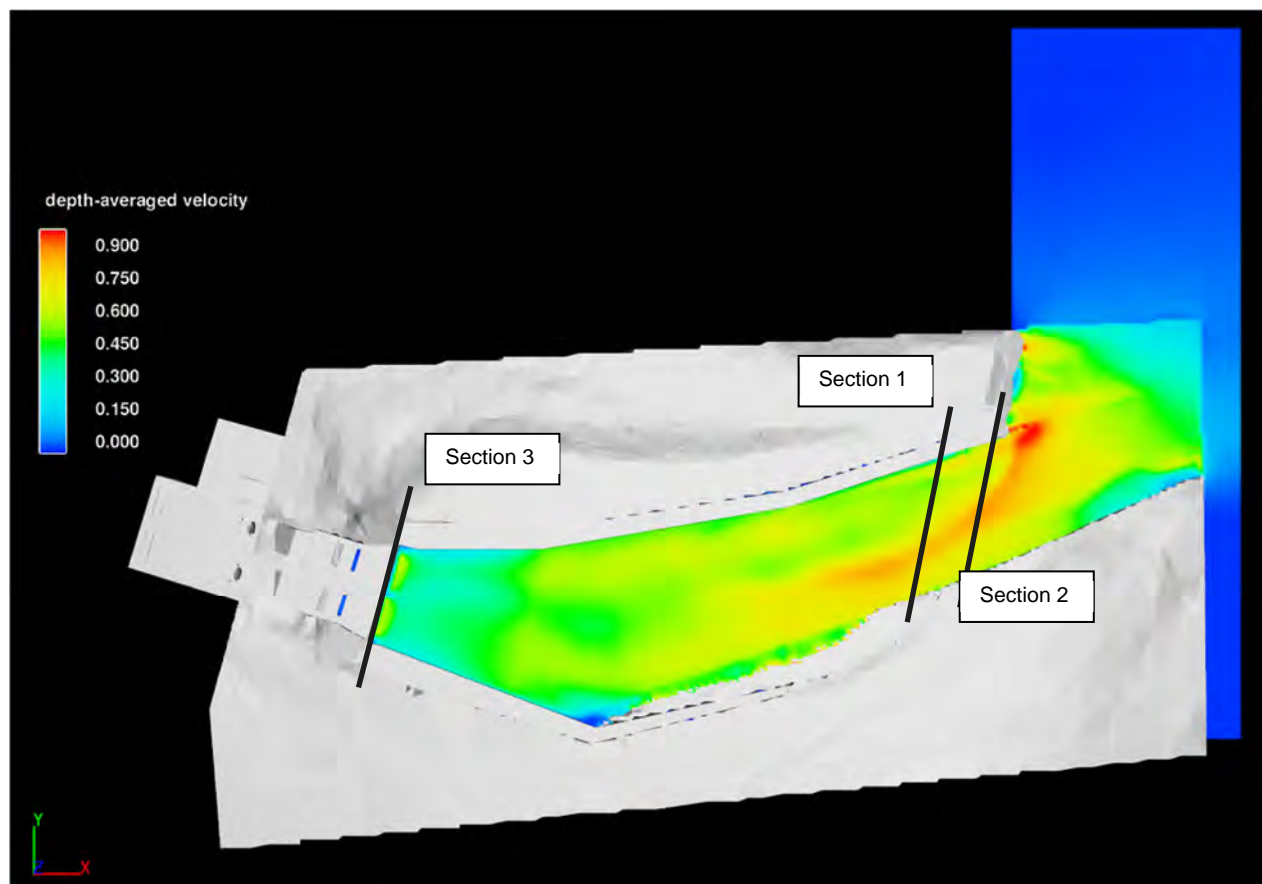 depth-averaged velocity
0.900
0.750
0.600
0.450
0.300
0.150
0.000
Section 1
Section 3
Section 2
Y
Z
X